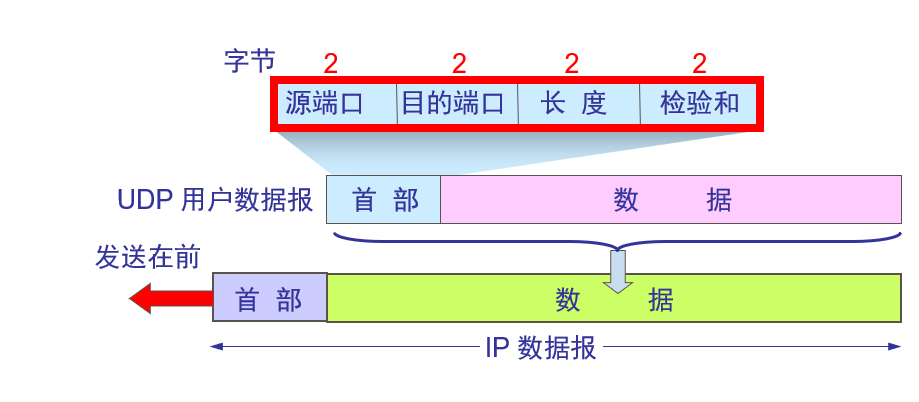 字节 2 2 2 2
源端口 目的端口 长 度 检验和
UDP 用户数据报 首 部 数 据
发送在前
首 部 数 据
IP 数据报